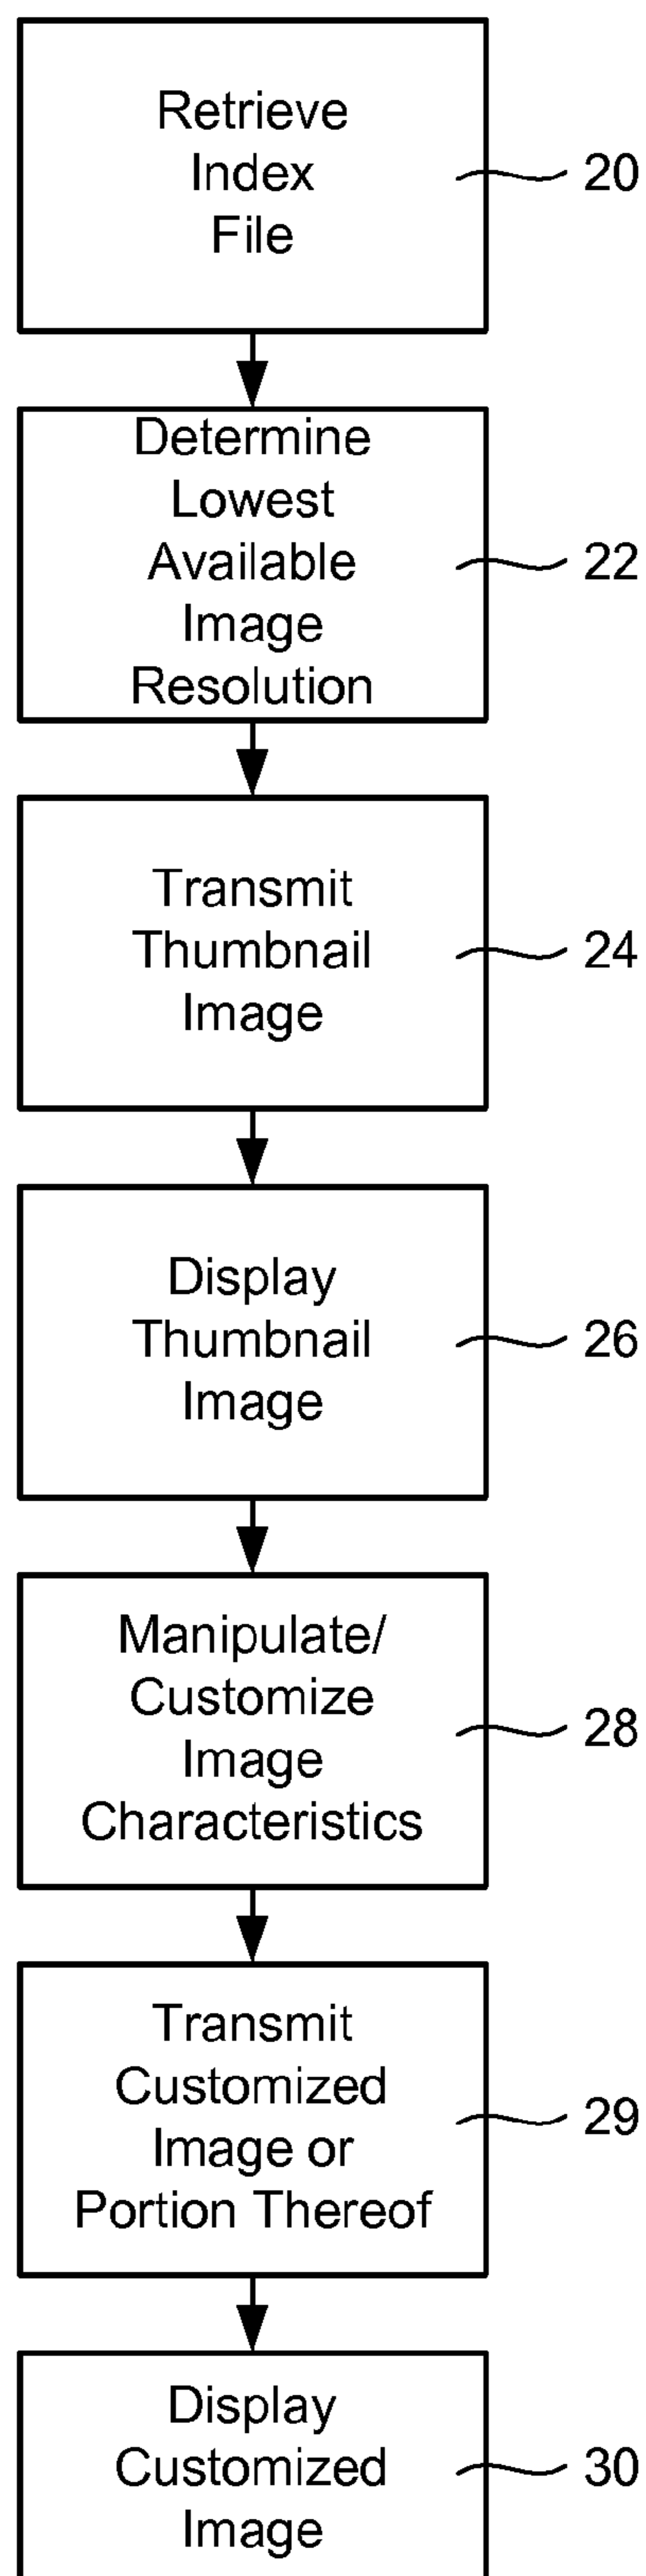 Retrieve
Index
File
20
Determine
Lowest
Available
Image
Resolution
22
Transmit
Thumbnail
Image
24
Display
Thumbnail
Image
26
Manipulate/
Customize
Image
Characteristics
28
Transmit
Customized
Image or
Portion Thereof
29
Display
Customized
Image
30